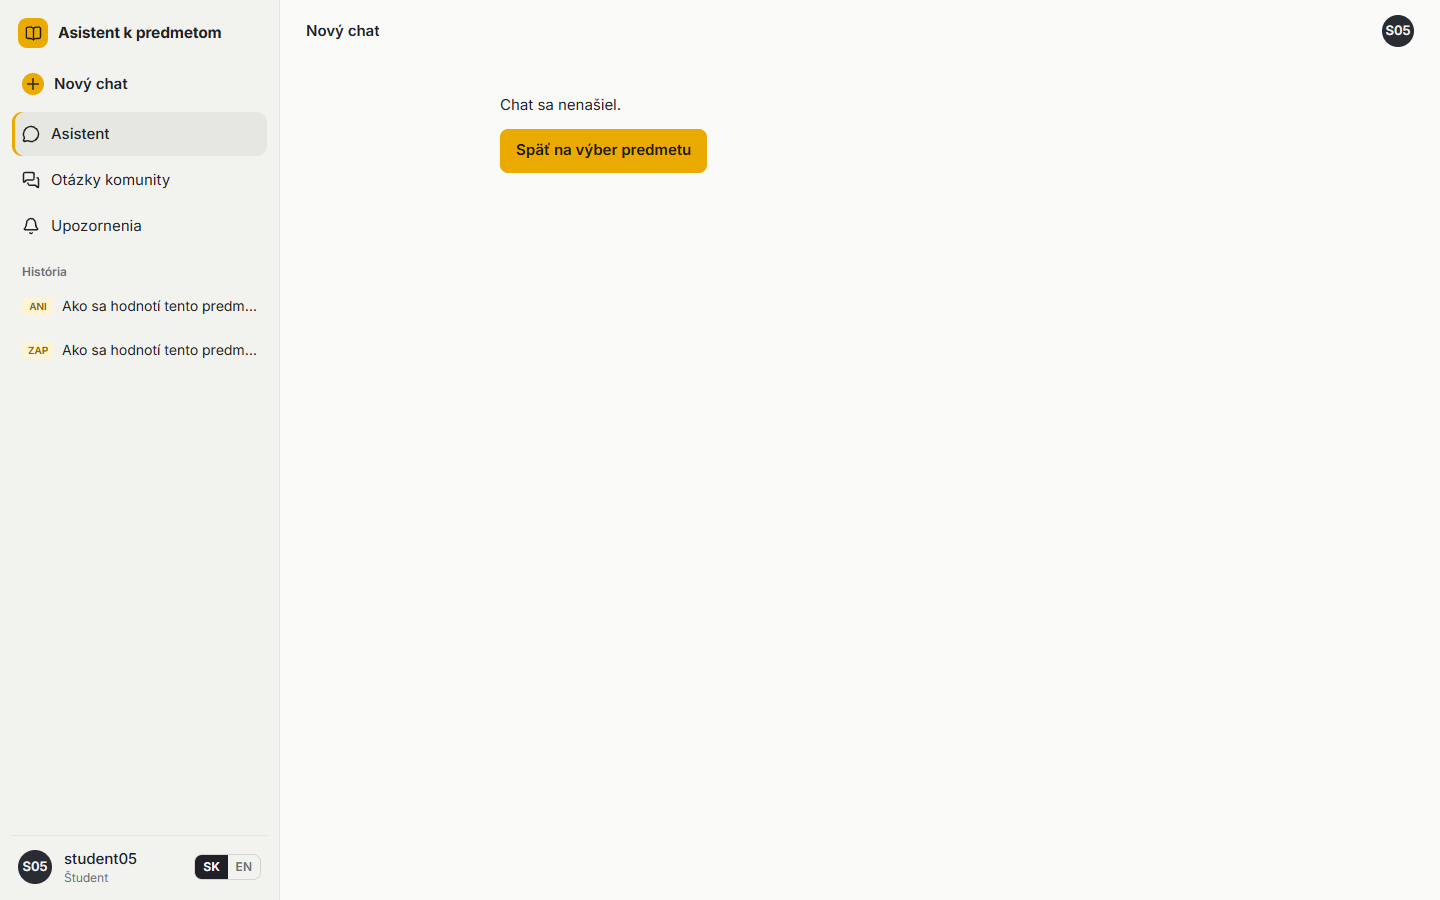 Asistent k predmetom
Nový chat
Asistent
Otázky komunity
Upozornenia
História
ANI Ako sa hodnotí tento predm...
ZAP Ako sa hodnotí tento predm...
S05 student05
Študent
SK EN
Nový chat
S05
Chat sa nenašiel.
Späť na výber predmetu